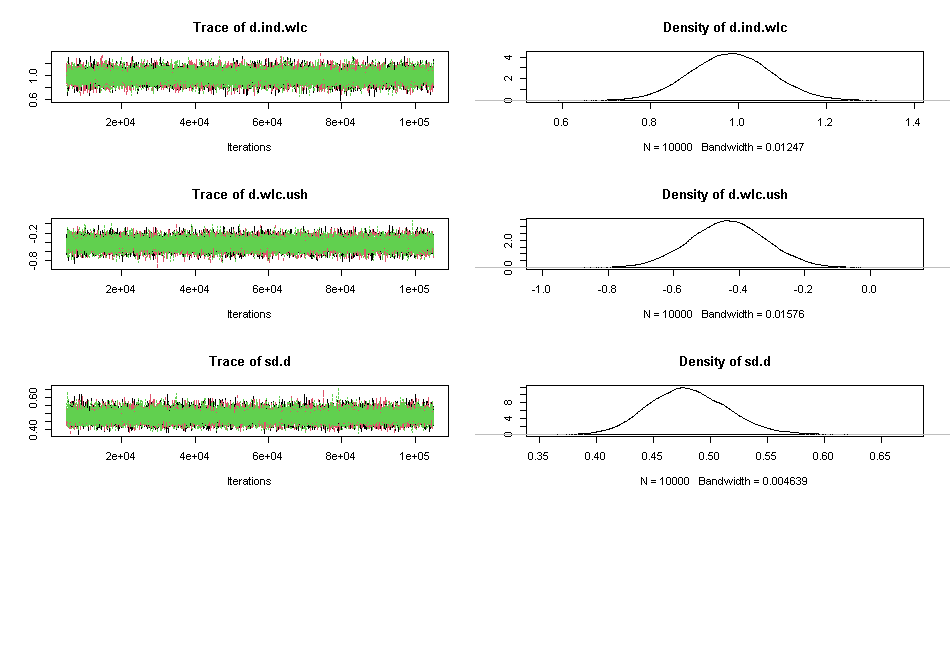 Trace of d.ind.wlc
0.6 1.0
2e+04 4e+04 6e+04 8e+04 1e+05
Iterations
Density of d.ind.wlc
0 2 4
0.6 0.8 1.0 1.2 1.4
N = 10000 Bandwidth = 0.01247
Trace of d.wlc.ush
-0.8 -0.2
2e+04 4e+04 6e+04 8e+04 1e+05
Iterations
Density of d.wlc.ush
0.0 2.0
-1.0 -0.8 -0.6 -0.4 -0.2 0.0
N = 10000 Bandwidth = 0.01576
Trace of sd.d
0.40 0.60
2e+04 4e+04 6e+04 8e+04 1e+05
Iterations
Density of sd.d
0 4 8
0.35 0.40 0.45 0.50 0.55 0.60 0.65
N = 10000 Bandwidth = 0.004639